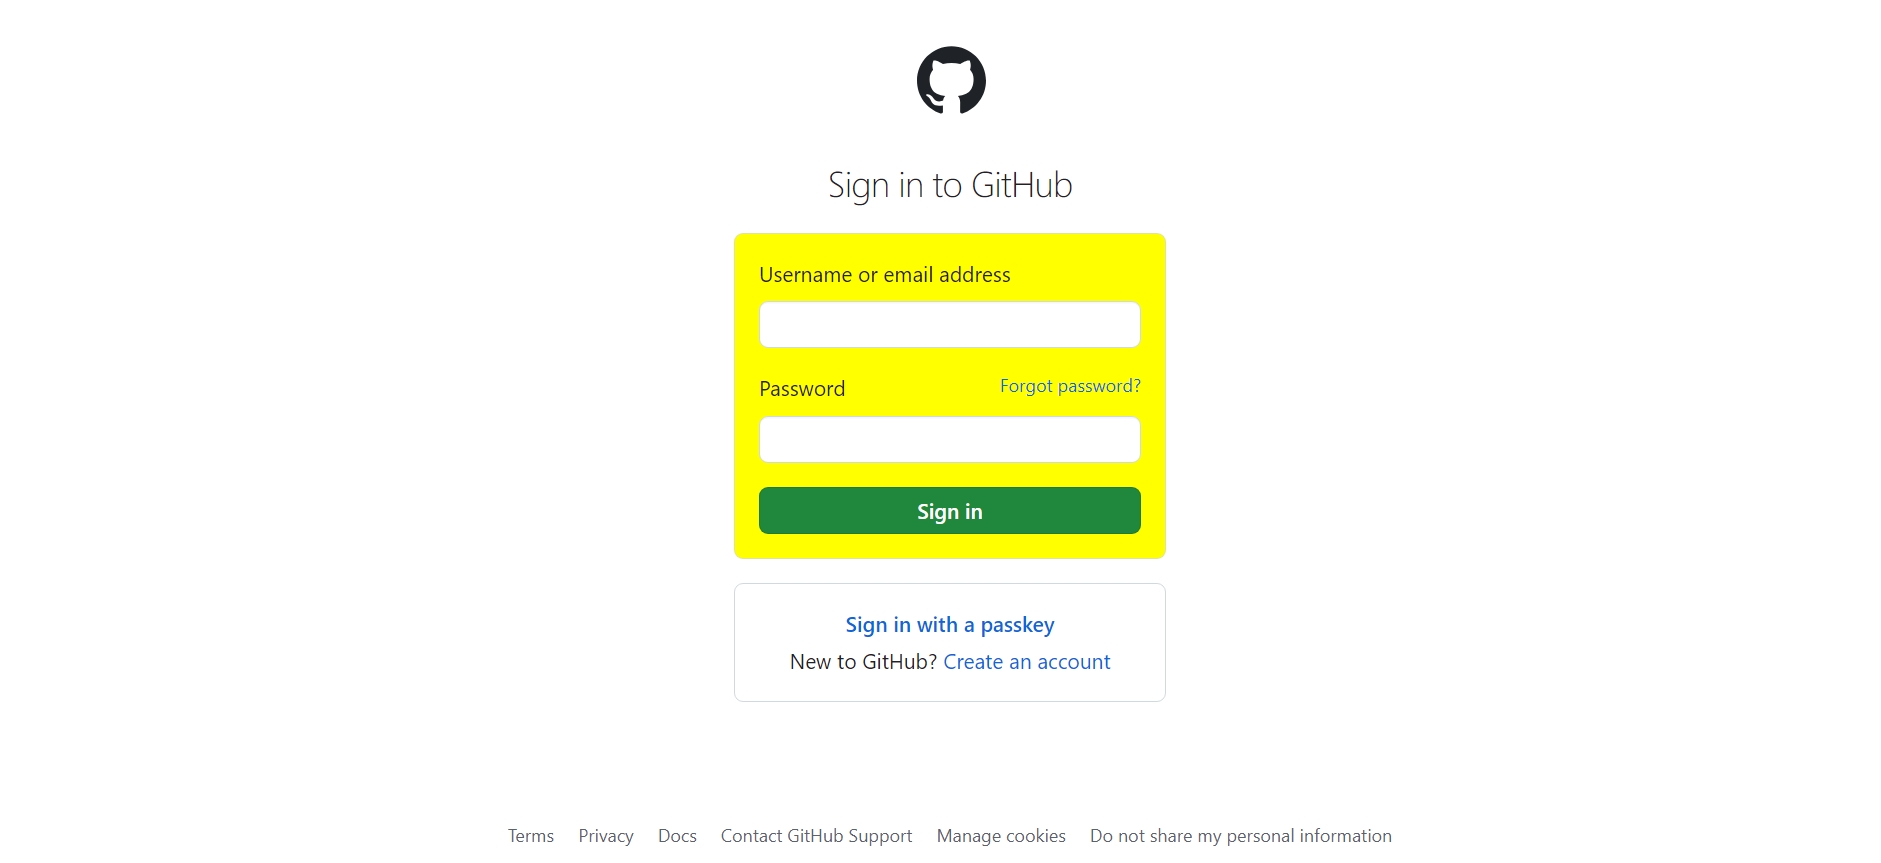 Sign in to GitHub
Username or email address
Password Forgot password?
Sign in
Sign in with a passkey
New to GitHub? Create an account
Terms Privacy Docs Contact GitHub Support Manage cookies Do not share my personal information